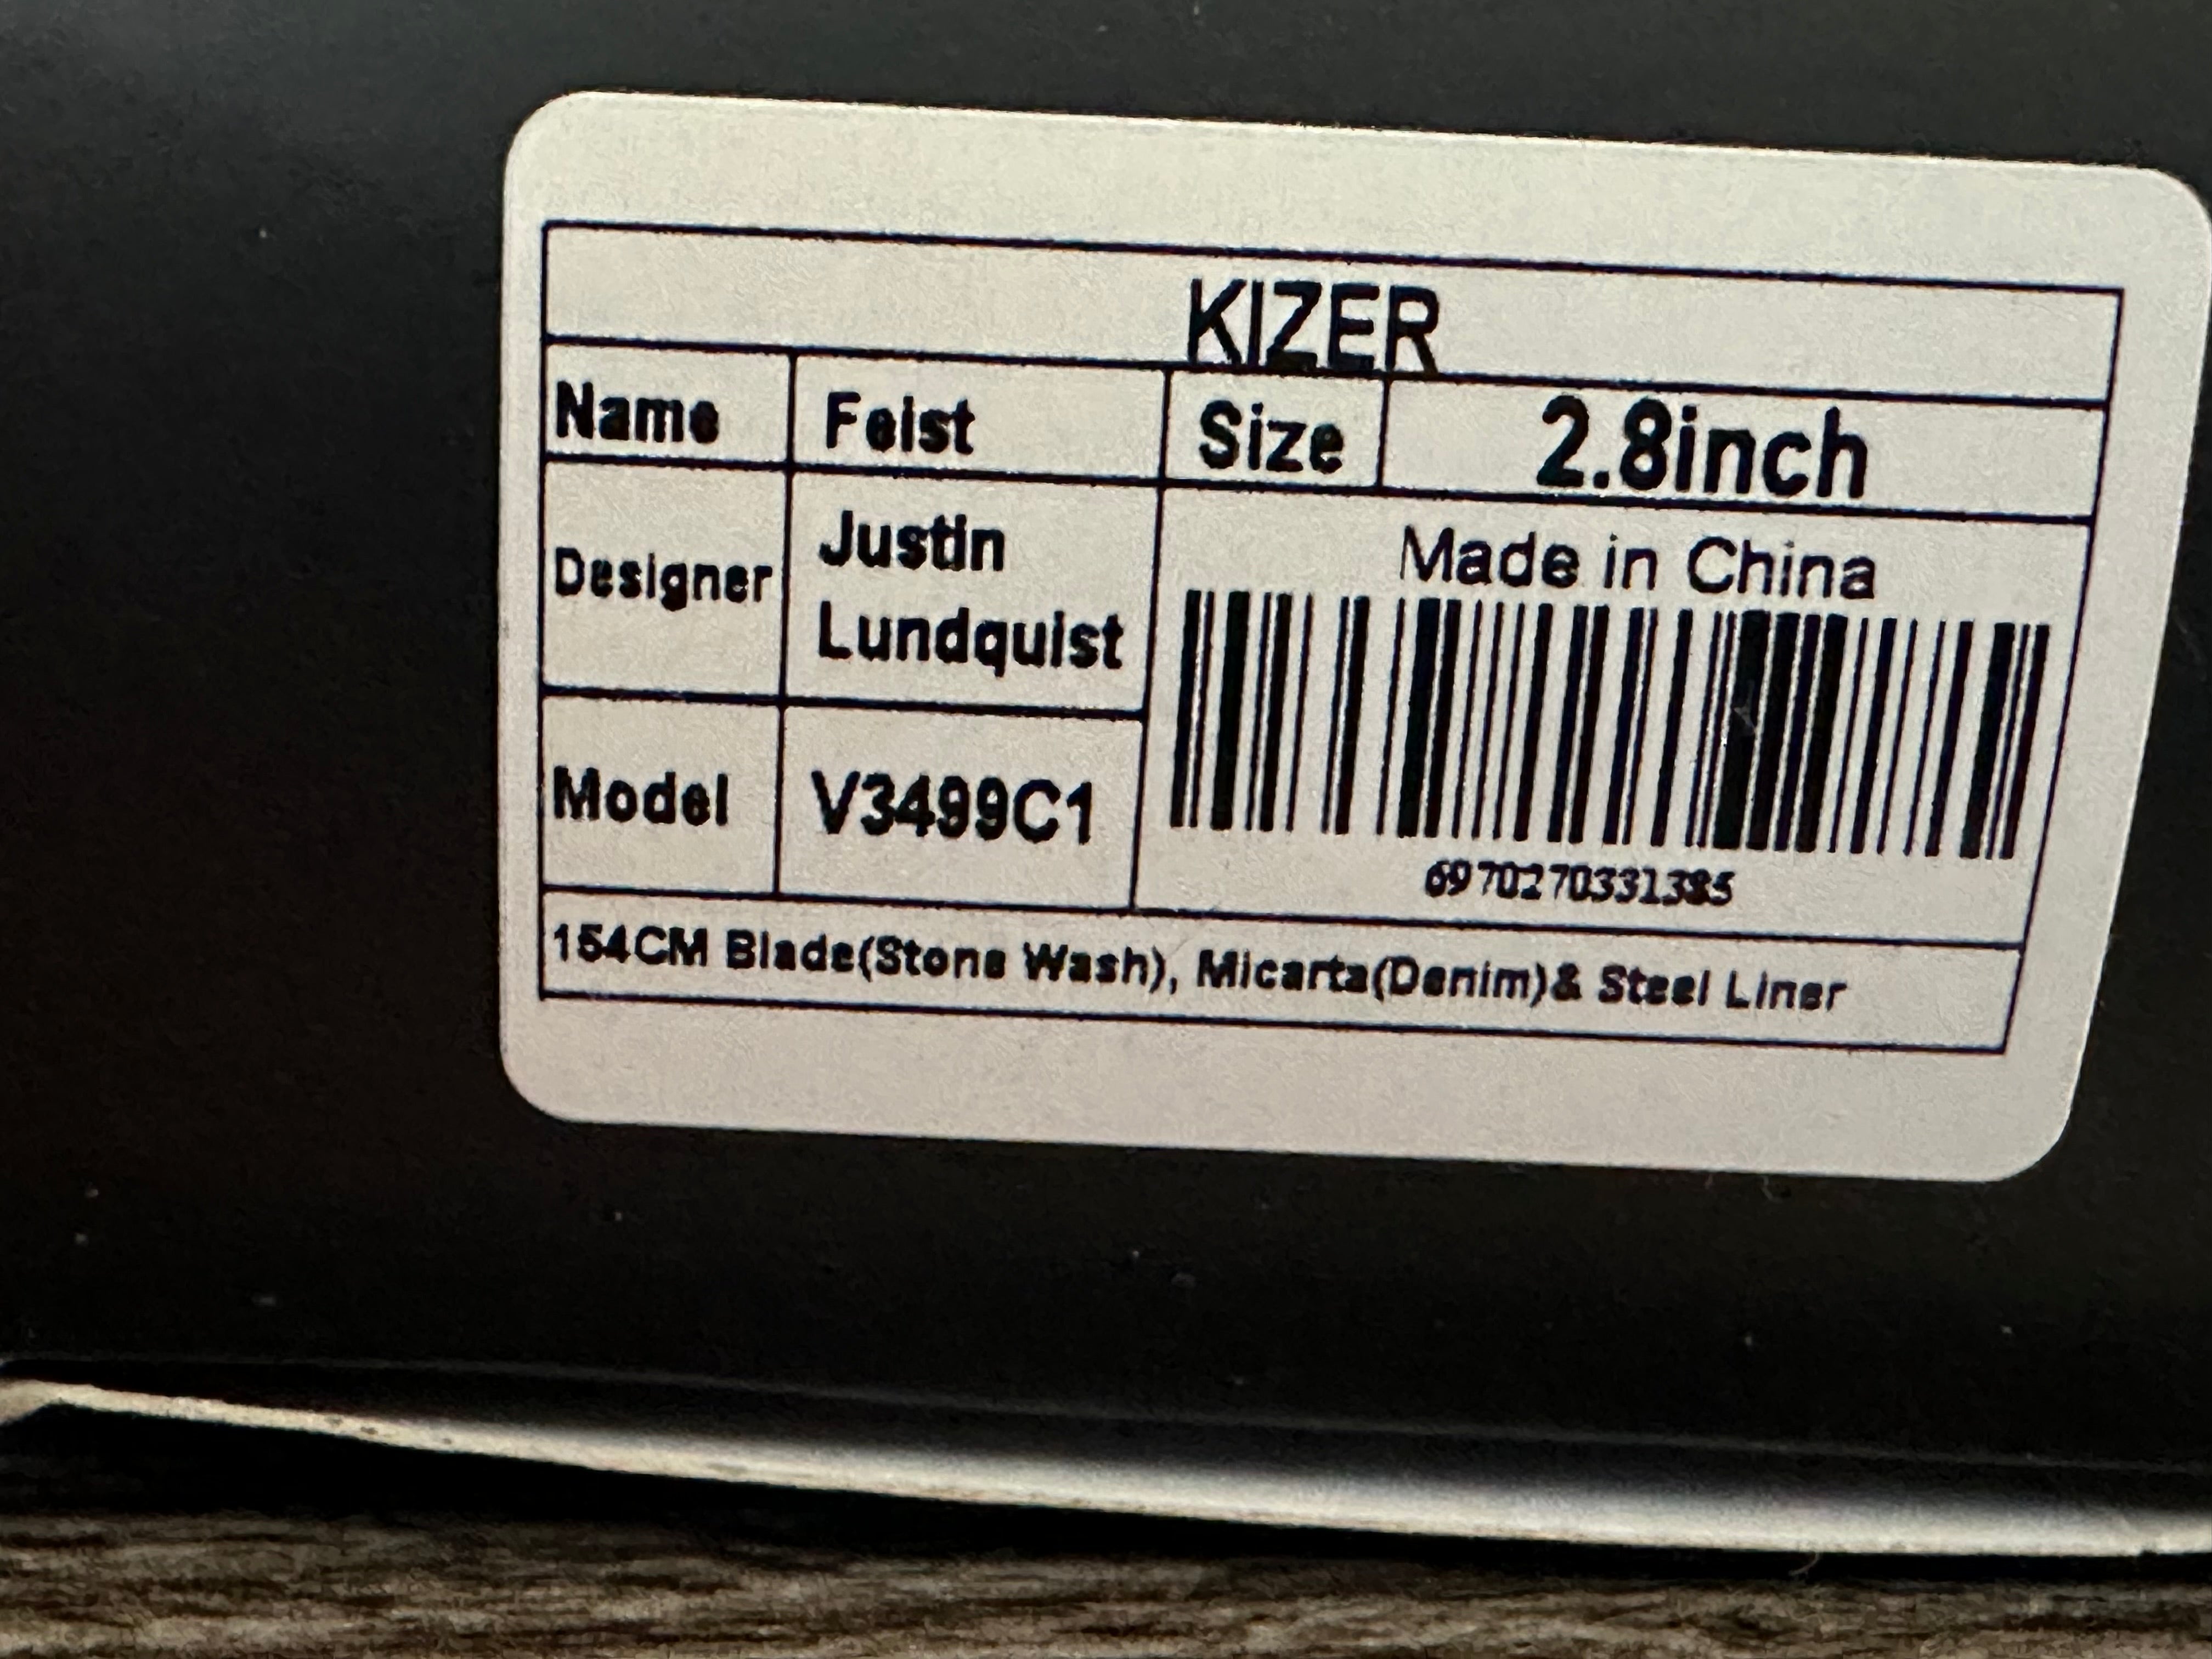 KIZER
Name Feist Size 2.8inch
Designer Justin
Lundquist
Made in China
Model V3499C1
6970270331385
154CM Blade(Stone Wash), Micarta(Denim)& Steel Liner